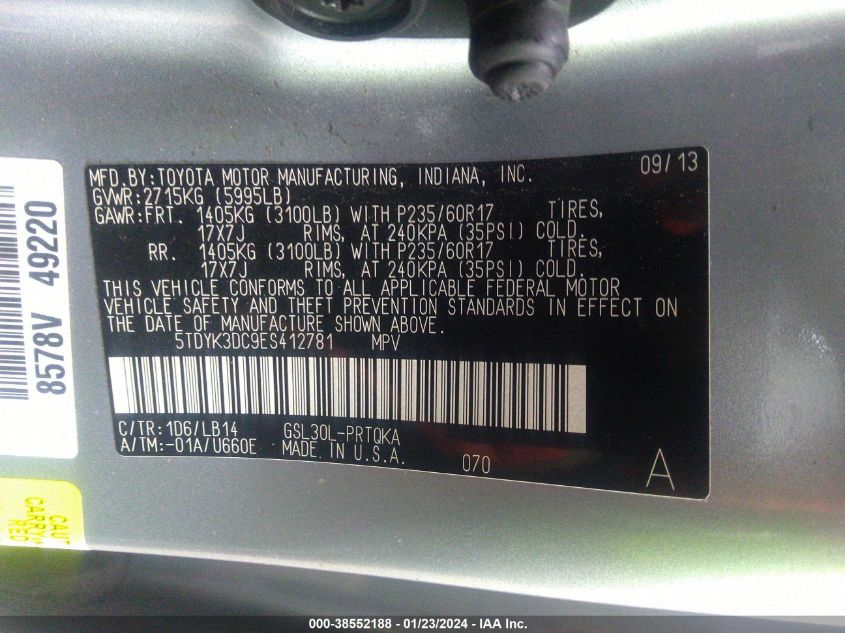 MFD.BY:TOYOTA MOTOR MANUFACTURING, INDIANA, INC. 09/13
GVWR:2715KG (5995LB)
GAWR:FRT. 1405KG (3100LB) WITH P235/60R17 TIRES,
17X7J RIMS, AT 240KPA (35PSI) COLD.
RR. 1405KG (3100LB) WITH P235/60R17 TIRES,
17X7J RIMS, AT 240KPA (35PSI) COLD.
THIS VEHICLE CONFORMS TO ALL APPLICABLE FEDERAL MOTOR
VEHICLE SAFETY AND THEFT PREVENTION STANDARDS IN EFFECT ON
THE DATE OF MANUFACTURE SHOWN ABOVE.
5TDYK3DC9ES412781 MPV
C/TR:1D6/LB14 GSL30L-PRTQKA
A/TM:-01A/U660E MADE IN U.S.A. 070 A
8578V 49220
CAUT
CARRY
RED
000-38552188 - 01/23/2024 - IAA Inc.